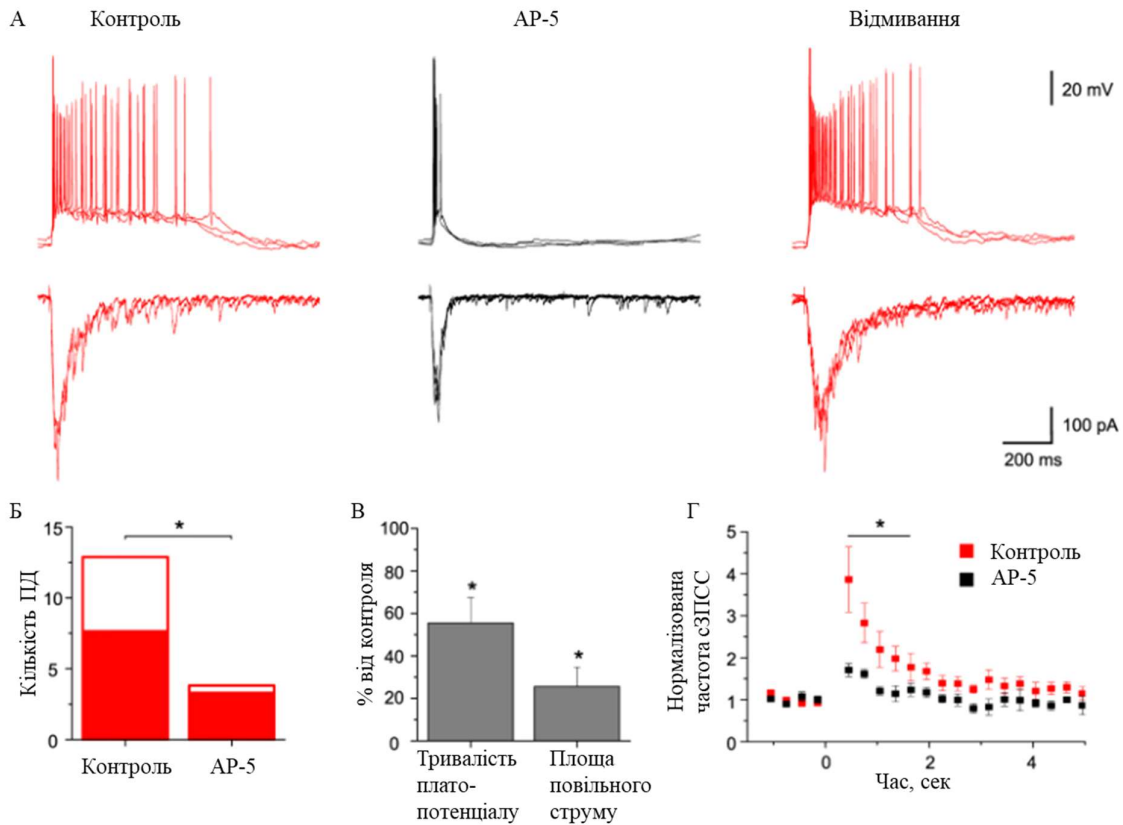 А Контроль АР-5 Відмивання
20 mV
100 pA
200 ms
Б
*
15
10
5
0
Кількість ПД
Контроль АР-5
В
100
80
60
40
20
0
% від контроля
*
*
Тривалість
плато-
потенціалу
Площа
повільного
струму
Г
*
5
4
3
2
1
0
Нормалізована
частота сЗПСС
Контроль
АР-5
0 2 4
Час, сек